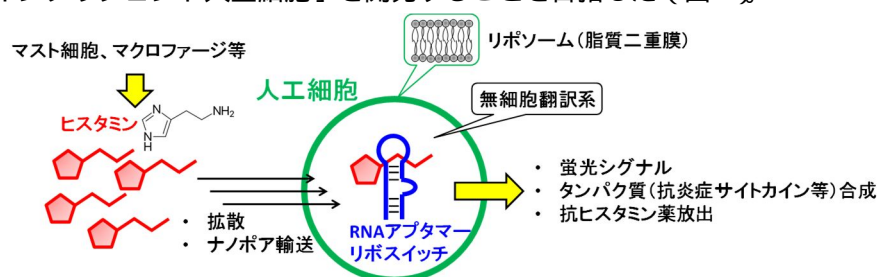 リポソーム(脂質二重膜)
マスト細胞、マクロファージ等
人工細胞
無細胞翻訳系
NH₂
ヒスタミン
N
NH
・ 蛍光シグナル
・ タンパク質(抗炎症サイトカイン等)合成
・ 抗ヒスタミン薬放出
・ 拡散
・ ナノポア輸送
RNAアプタマー
リボスイッチ